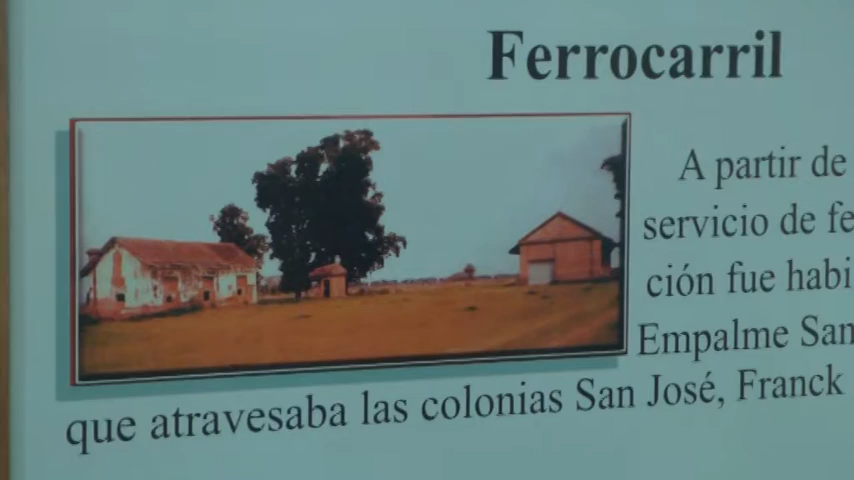 Ferrocarril
A partir de
servicio de fe
ción fue habi
Empalme San
que atravesaba las colonias San José, Franck